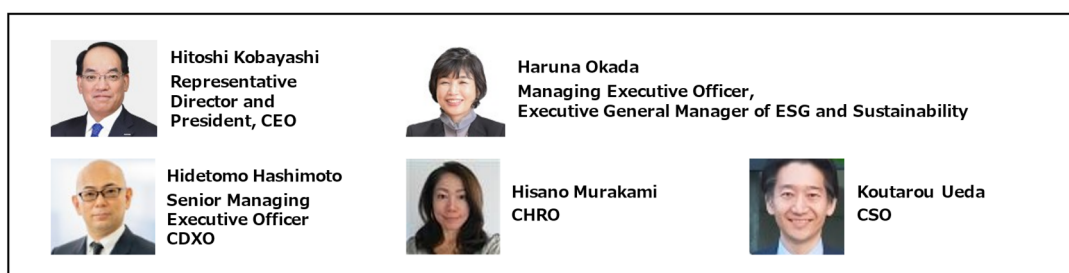 Hitoshi Kobayashi
Representative
Director and
President, CEO
Haruna Okada
Managing Executive Officer,
Executive General Manager of ESG and Sustainability
Hidetomo Hashimoto
Senior Managing
Executive Officer
CDXO
Hisano Murakami
CHRO
Koutarou Ueda
CSO